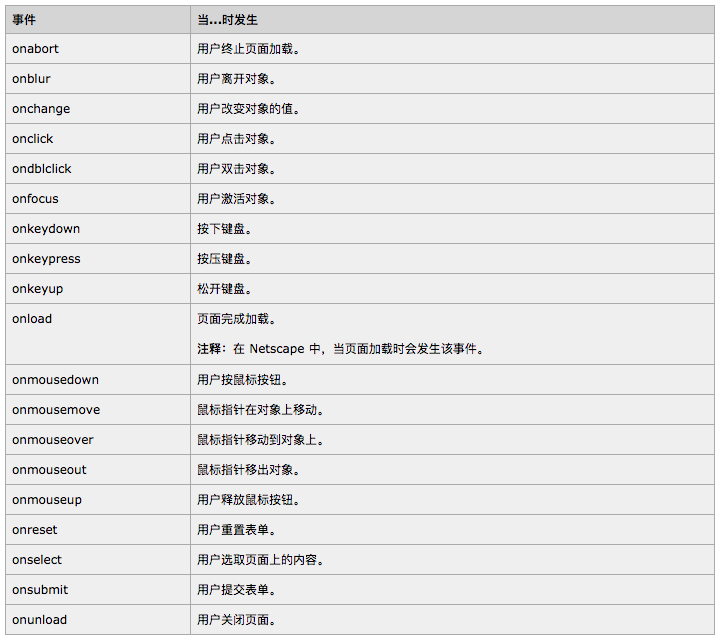 事件 当...时发生
onabort 用户终止页面加载。
onblur 用户离开对象。
onchange 用户改变对象的值。
onclick 用户点击对象。
ondblclick 用户双击对象。
onfocus 用户激活对象。
onkeydown 按下键盘。
onkeypress 按压键盘。
onkeyup 松开键盘。
onload 页面完成加载。
注释：在 Netscape 中，当页面加载时会发生该事件。
onmousedown 用户按鼠标按钮。
onmousemove 鼠标指针在对象上移动。
onmouseover 鼠标指针移动到对象上。
onmouseout 鼠标指针移出对象。
onmouseup 用户释放鼠标按钮。
onreset 用户重置表单。
onselect 用户选取页面上的内容。
onsubmit 用户提交表单。
onunload 用户关闭页面。